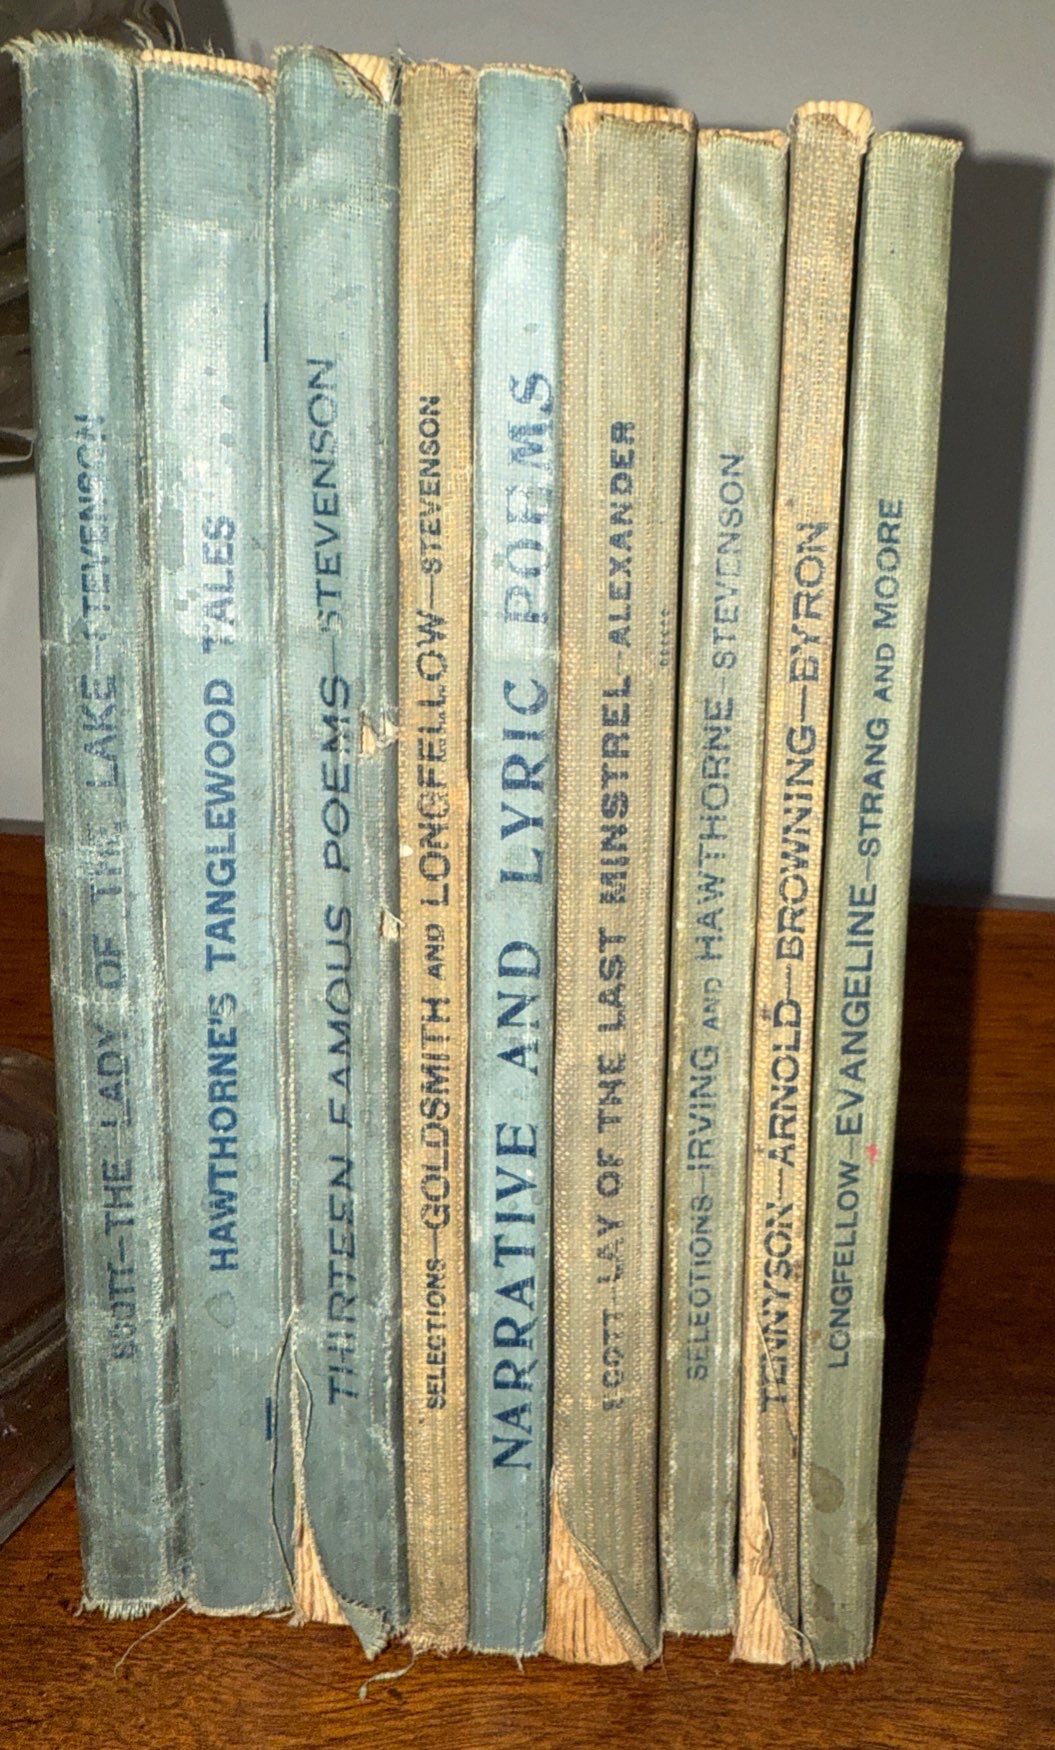 SCOTT—THE LADY OF THE LAKE—STEVENSON
HAWTHORNE'S TANGLEWOOD TALES
THIRTEEN FAMOUS POEMS—STEVENSON
SELECTIONS—GOLDSMITH AND LONGFELLOW—STEVENSON
NARRATIVE AND LYRIC POEMS
SCOTT—LAY OF THE LAST MINSTREL—ALEXANDER
SELECTIONS—IRVING AND HAWTHORNE—STEVENSON
TENNYSON—ARNOLD—BROWNING—BYRON
LONGFELLOW—EVANGELINE—STRANG AND MOORE